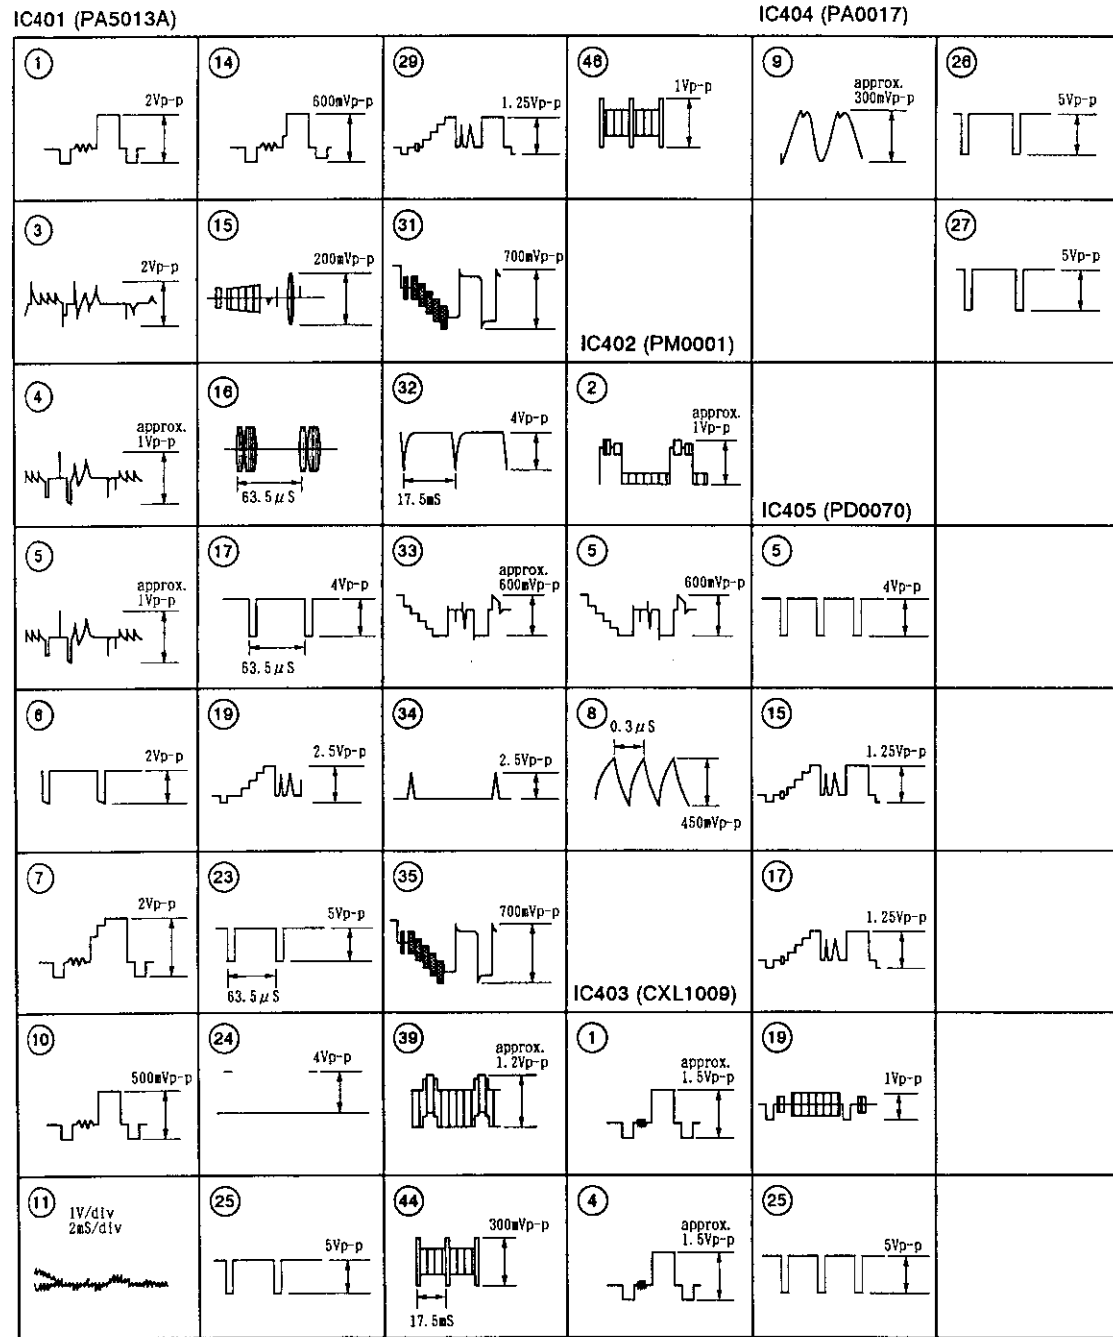 IC401 (PA5013A)
IC404 (PA0017)
1
2Vp-p
14
600mVp-p
29
1.25Vp-p
46
1Vp-p
9
approx.
300mVp-p
26
5Vp-p
3
2Vp-p
15
200mVp-p
31
700mVp-p
IC402 (PM0001)
27
5Vp-p
4
approx.
1Vp-p
16
63.5μS
32
4Vp-p
17.5mS
2
approx.
1Vp-p
IC405 (PD0070)
5
approx.
1Vp-p
17
4Vp-p
63.5μS
33
approx.
600mVp-p
5
600mVp-p
5
4Vp-p
6
2Vp-p
19
2.5Vp-p
34
2.5Vp-p
8
0.3μS
450mVp-p
15
1.25Vp-p
7
2Vp-p
23
5Vp-p
63.5μS
35
700mVp-p
IC403 (CXL1009)
17
1.25Vp-p
10
500mVp-p
24
4Vp-p
39
approx.
1.2Vp-p
1
approx.
1.5Vp-p
19
1Vp-p
11
1V/div
2mS/div
25
5Vp-p
44
300mVp-p
17.5mS
4
approx.
1.5Vp-p
25
5Vp-p